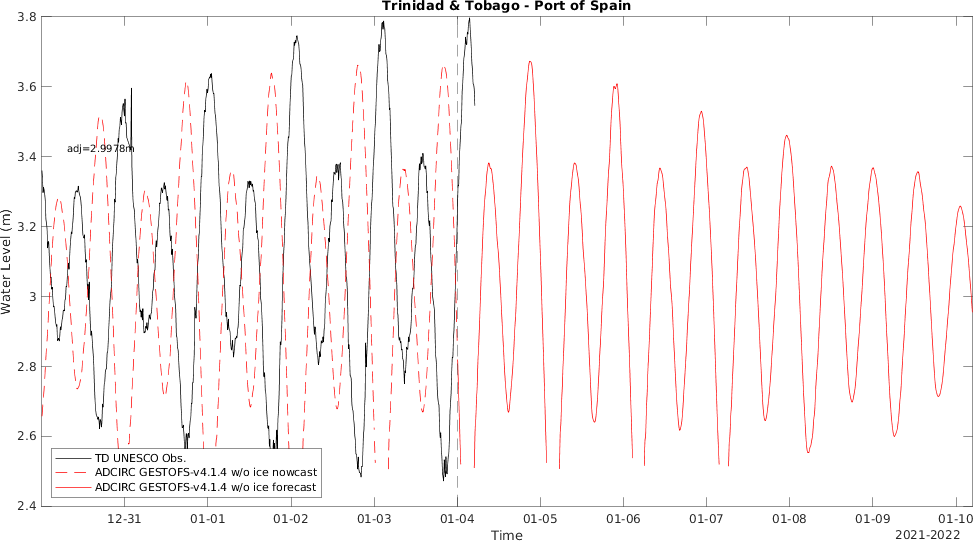 Trinidad & Tobago - Port of Spain
3.8
3.6
3.4
3.2
3
2.8
2.6
2.4
Water Level (m)
adj=2.9978m
TD UNESCO Obs.
ADCIRC GESTOFS-v4.1.4 w/o ice nowcast
ADCIRC GESTOFS-v4.1.4 w/o ice forecast
12-31 01-01 01-02 01-03 01-04 01-05 01-06 01-07 01-08 01-09 01-10
Time
2021-2022